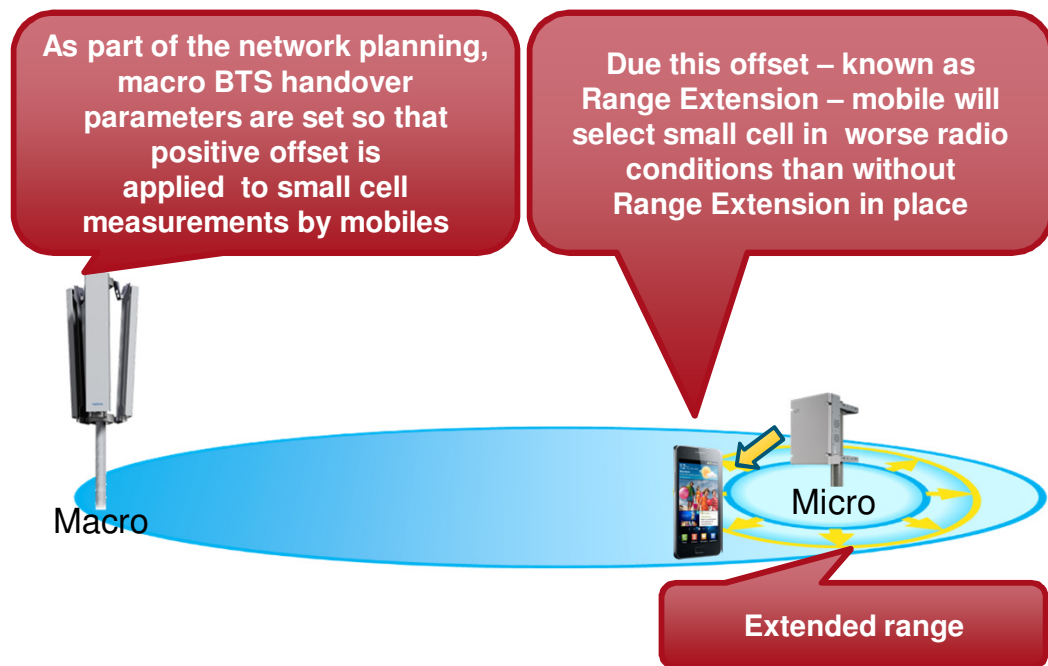 As part of the network planning,
macro BTS handover
parameters are set so that
positive offset is
applied  to small cell
measurements by mobiles
Due this offset – known as
Range Extension – mobile will
select small cell in  worse radio
conditions than without
Range Extension in place
Macro
Micro
Extended range